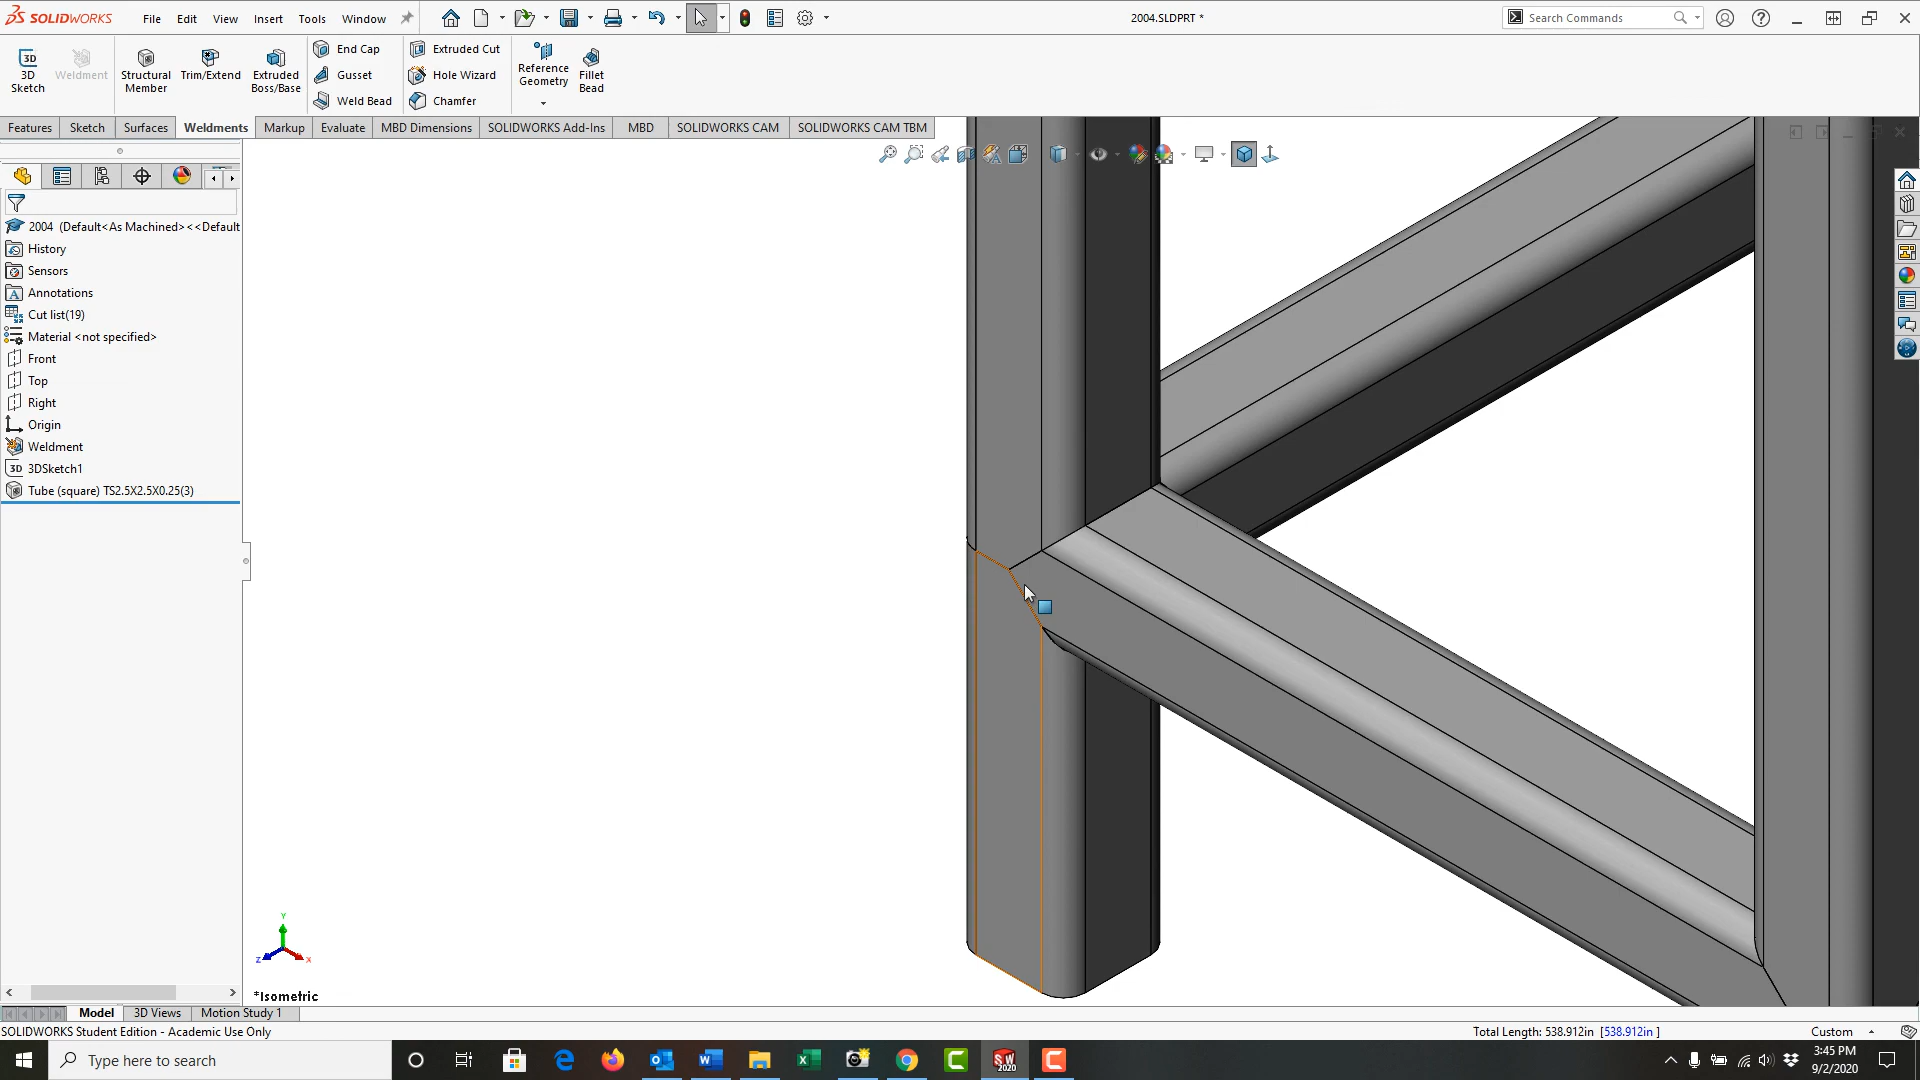 SOLIDWORKS File Edit View Insert Tools Window 2004.SLDPRT * Search Commands
3D Sketch
Weldment
Structural Member
Trim/Extend
Extruded Boss/Base
End Cap
Gusset
Weld Bead
Extruded Cut
Hole Wizard
Chamfer
Reference Geometry
Fillet Bead
Features Sketch Surfaces Weldments Markup Evaluate MBD Dimensions SOLIDWORKS Add-Ins MBD SOLIDWORKS CAM SOLIDWORKS CAM TBM
2004 (Default<As Machined><<Default
History
Sensors
Annotations
Cut list(19)
Material <not specified>
Front
Top
Right
Origin
Weldment
3D 3DSketch1
Tube (square) TS2.5X2.5X0.25(3)
Y
Z X
*Isometric
Model 3D Views Motion Study 1
SOLIDWORKS Student Edition - Academic Use Only Total Length: 538.912in [538.912in ] Custom
Type here to search
3:45 PM
9/2/2020